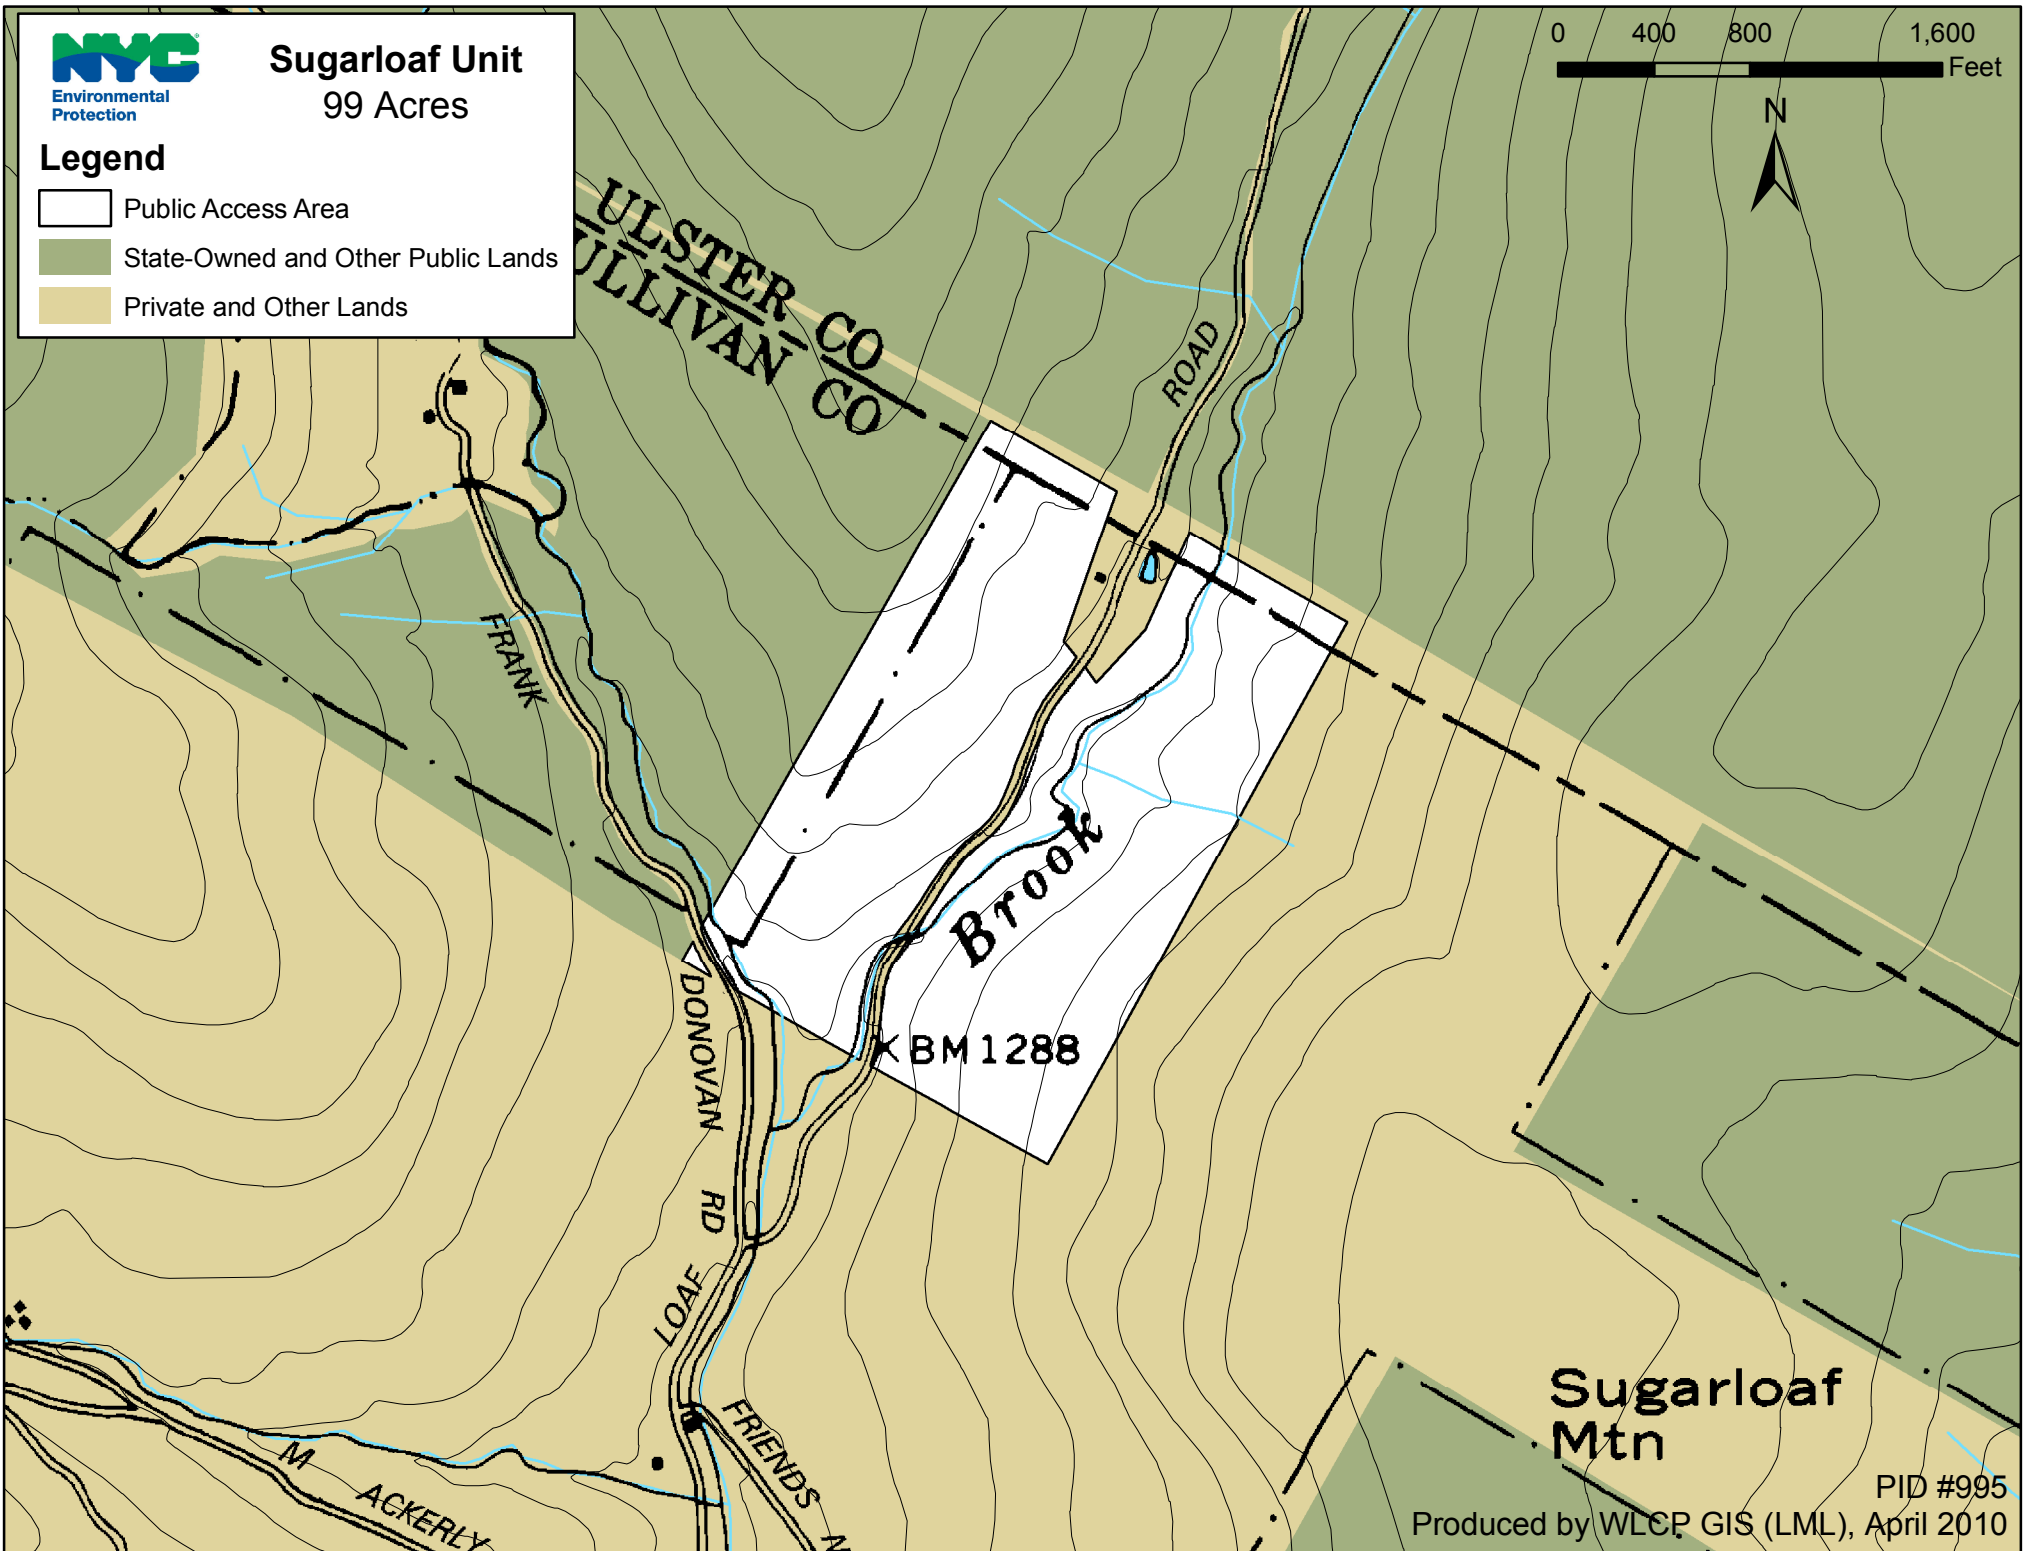 NYC
Environmental
Protection
Sugarloaf Unit
99 Acres
Legend
Public Access Area
State-Owned and Other Public Lands
Private and Other Lands
0 400 800 1,600
Feet
N
ULSTER CO
ULLIVAN CO
ROAD
FRANK
DONOVAN
RD
Brook
BM 1288
LOAF
FRIENDS
M
ACKERLY
Sugarloaf
Mtn
PID #995
Produced by WLCP GIS (LML), April 2010